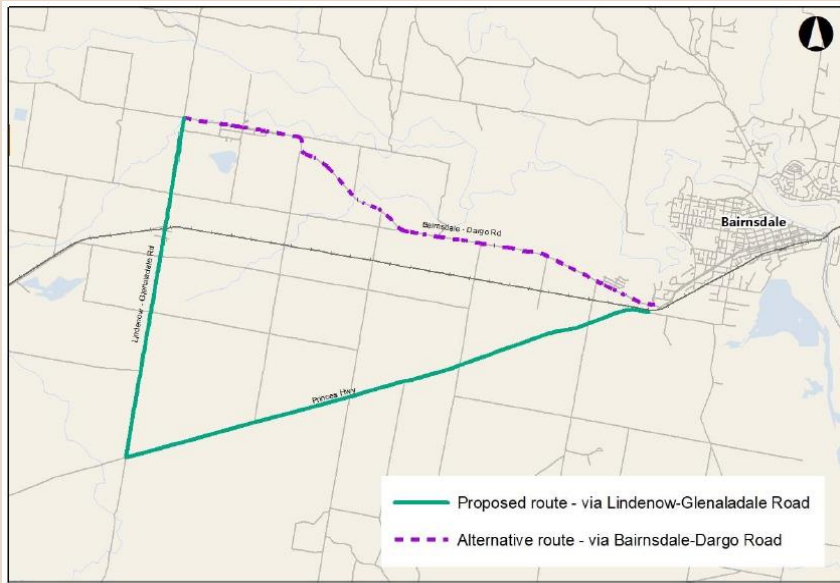 Bairnsdale
Bairnsdale - Dargo Rd
Lindenow - Glenaladale Rd
Princes Hwy
Proposed route - via Lindenow-Glenaladale Road
Alternative route - via Bairnsdale-Dargo Road